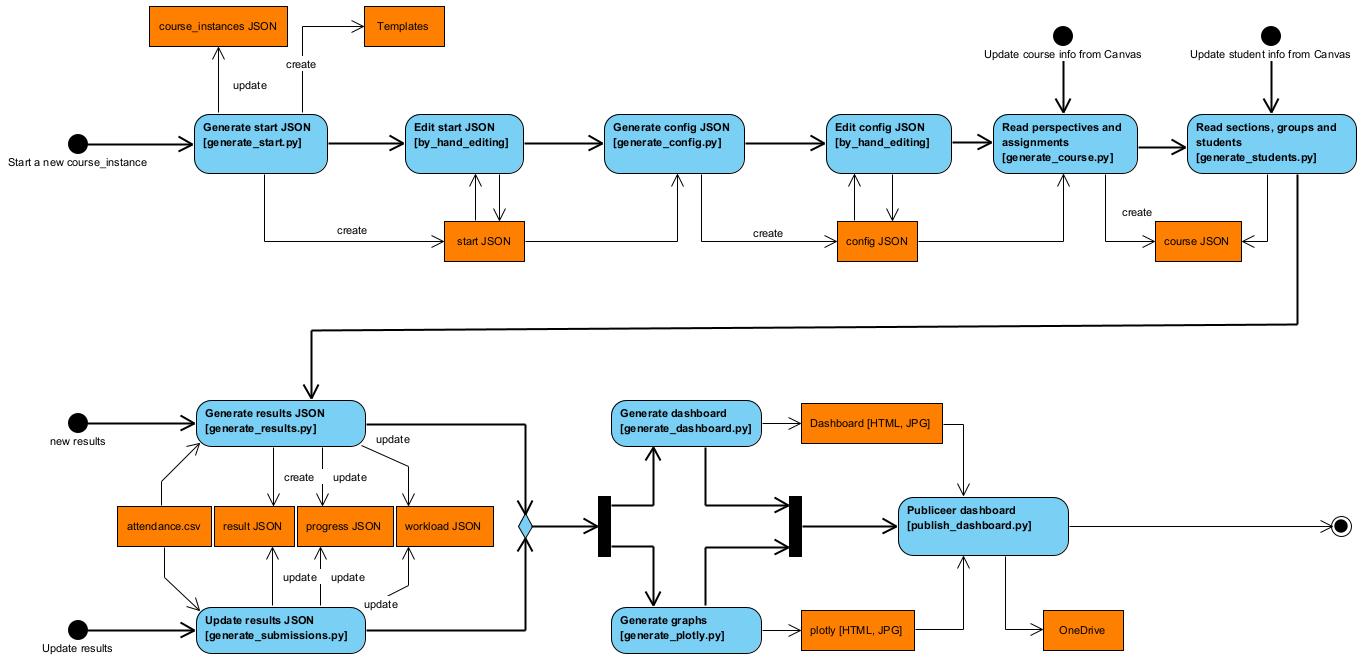 course_instances JSON
Templates
create
update
Update course info from Canvas
Update student info from Canvas
Start a new course_instance
Generate start JSON
[generate_start.py]
Edit start JSON
[by_hand_editing]
Generate config JSON
[generate_config.py]
Edit config JSON
[by_hand_editing]
Read perspectives and
assignments
[generate_course.py]
Read sections, groups and
students
[generate_students.py]
create
start JSON
create
config JSON
create
course JSON
new results
Generate results JSON
[generate_results.py]
update
create
update
attendance.csv
result JSON
progress JSON
workload JSON
update
update
update
Update results
Update results JSON
[generate_submissions.py]
Generate dashboard
[generate_dashboard.py]
Dashboard [HTML, JPG]
Publiceer dashboard
[publish_dashboard.py]
Generate graphs
[generate_plotly.py]
plotly [HTML, JPG]
OneDrive